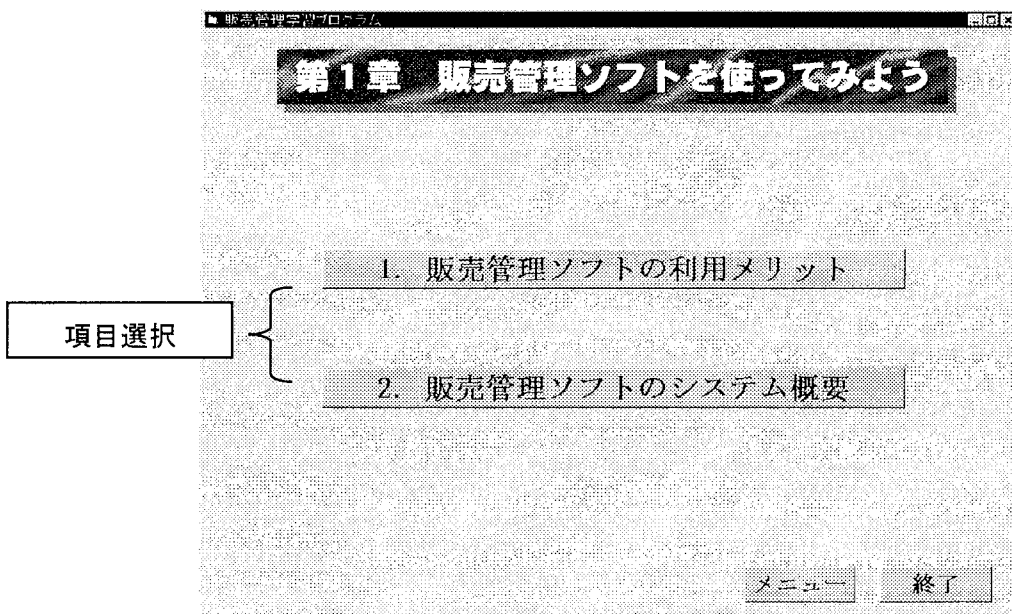 販売管理学習プログラム
第1章 販売管理ソフトを使ってみよう
1. 販売管理ソフトの利用メリット
項目選択
2. 販売管理ソフトのシステム概要
メニュー
終了